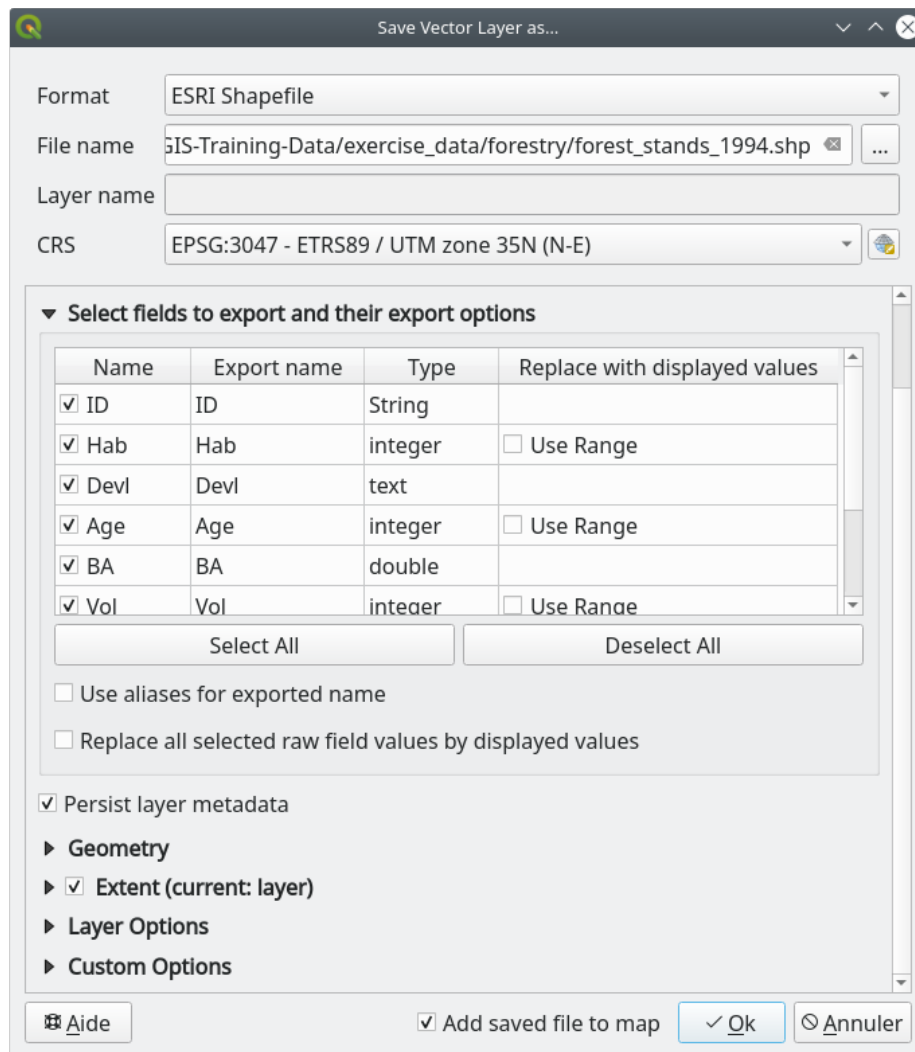 Save Vector Layer as...
Format ESRI Shapefile
File name GIS-Training-Data/exercise_data/forestry/forest_stands_1994.shp ...
Layer name
CRS EPSG:3047 - ETRS89 / UTM zone 35N (N-E)
Select fields to export and their export options
Name Export name Type Replace with displayed values
ID ID String
Hab Hab integer Use Range
Devl Devl text
Age Age integer Use Range
BA BA double
Vol Vol integer Use Range
Select All Deselect All
Use aliases for exported name
Replace all selected raw field values by displayed values
Persist layer metadata
Geometry
Extent (current: layer)
Layer Options
Custom Options
Aide Add saved file to map Ok Annuler